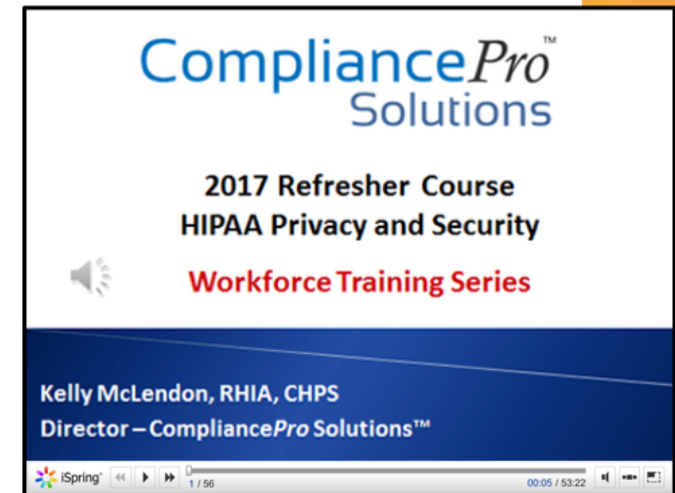 CompliancePro™
Solutions
2017 Refresher Course
HIPAA Privacy and Security
Workforce Training Series
Kelly McLendon, RHIA, CHPS
Director – CompliancePro Solutions™
iSpring
1 / 56
00:05 / 53:22